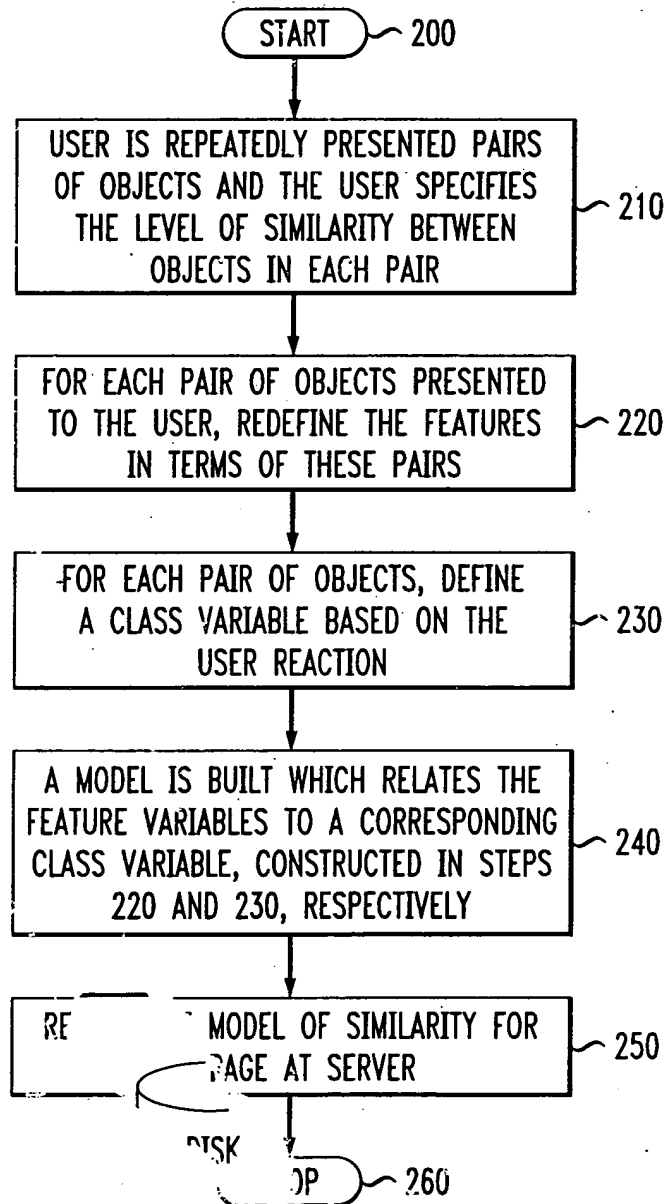 START 200
USER IS REPEATEDLY PRESENTED PAIRS
OF OBJECTS AND THE USER SPECIFIES
THE LEVEL OF SIMILARITY BETWEEN
OBJECTS IN EACH PAIR
210
FOR EACH PAIR OF OBJECTS PRESENTED
TO THE USER, REDEFINE THE FEATURES
IN TERMS OF THESE PAIRS
220
FOR EACH PAIR OF OBJECTS, DEFINE
A CLASS VARIABLE BASED ON THE
USER REACTION
230
A MODEL IS BUILT WHICH RELATES THE
FEATURE VARIABLES TO A CORRESPONDING
CLASS VARIABLE, CONSTRUCTED IN STEPS
220 AND 230, RESPECTIVELY
240
MODEL OF SIMILARITY FOR
AT SERVER
250
260